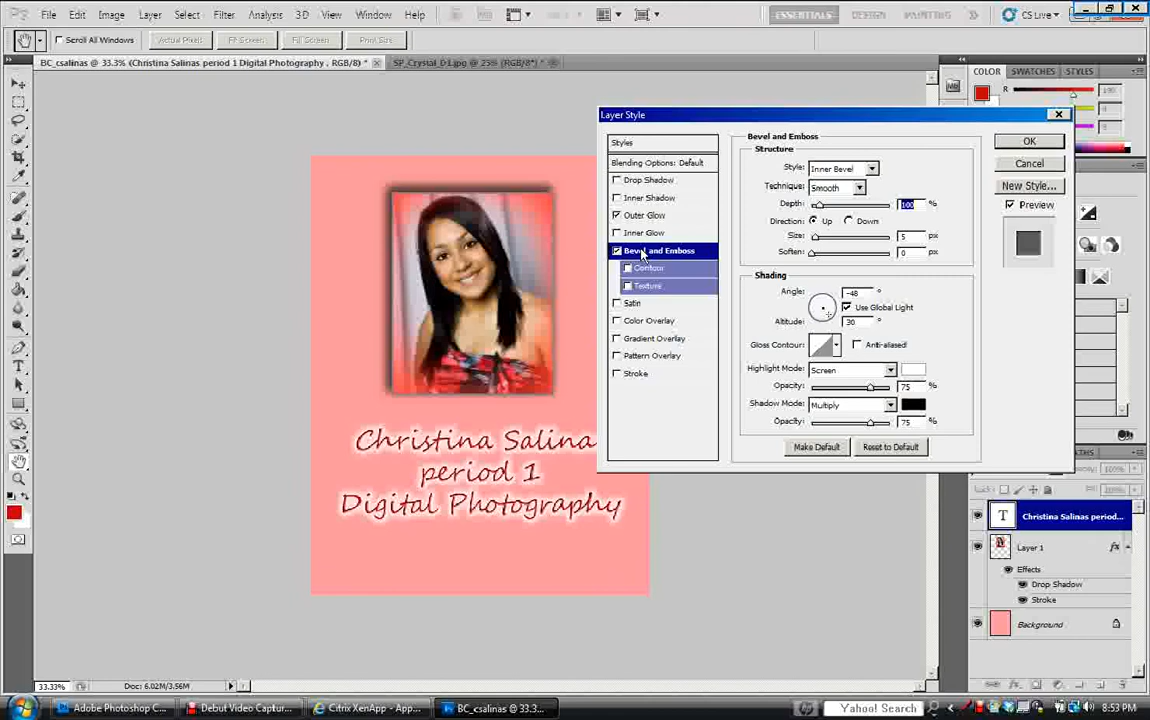 File Edit Image Layer Select Filter Analysis 3D View Window Help
ESSENTIALS DESIGN PAINTING CS Live
Scroll All Windows Actual Pixels Fit Screen Fill Screen Print Size
BC_csalinas @ 33.3% (Christina Salinas period 1 Digital Photography , RGB/8) *
SP_Crystal_D1.jpg @ 25% (RGB/8) *
COLOR SWATCHES STYLES
R
Layer Style
Styles
Blending Options: Default
Drop Shadow
Inner Shadow
Outer Glow
Inner Glow
Bevel and Emboss
Contour
Texture
Satin
Color Overlay
Gradient Overlay
Pattern Overlay
Stroke
Bevel and Emboss
Structure
Style: Inner Bevel
Technique: Smooth
Depth: 100 %
Direction: Up Down
Size: 5 px
Soften: 0 px
Shading
Angle: -48 °
Use Global Light
Altitude: 30 °
Gloss Contour: Anti-aliased
Highlight Mode: Screen
Opacity: 75 %
Shadow Mode: Multiply
Opacity: 75 %
Make Default Reset to Default
OK
Cancel
New Style...
Preview
Christina Salina
period 1
Digital Photography
Opacity: 100%
Lock: Fill: 100%
T Christina Salinas period...
Layer 1 fx
Effects
Drop Shadow
Stroke
Background
33.33% Doc: 6.02M/3.56M
Adobe Photoshop C... Debut Video Captur... Citrix XenApp - App... BC_csalinas @ 33.3... Yahoo! Search 8:53 PM